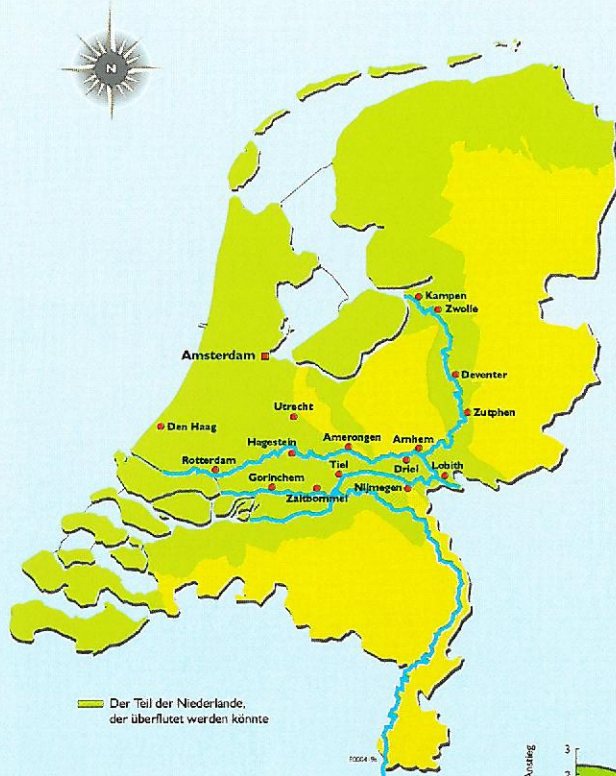 N
Kampen
Zwolle
Amsterdam
Deventer
Utrecht
Zutphen
Den Haag
Hagestein
Amerongen
Arnhem
Rotterdam
Driel
Lobith
Gorinchem
Tiel
Zaltbommel
Nijmegen
Der Teil der Niederlande,
der überflutet werden könnte
Anstieg
3